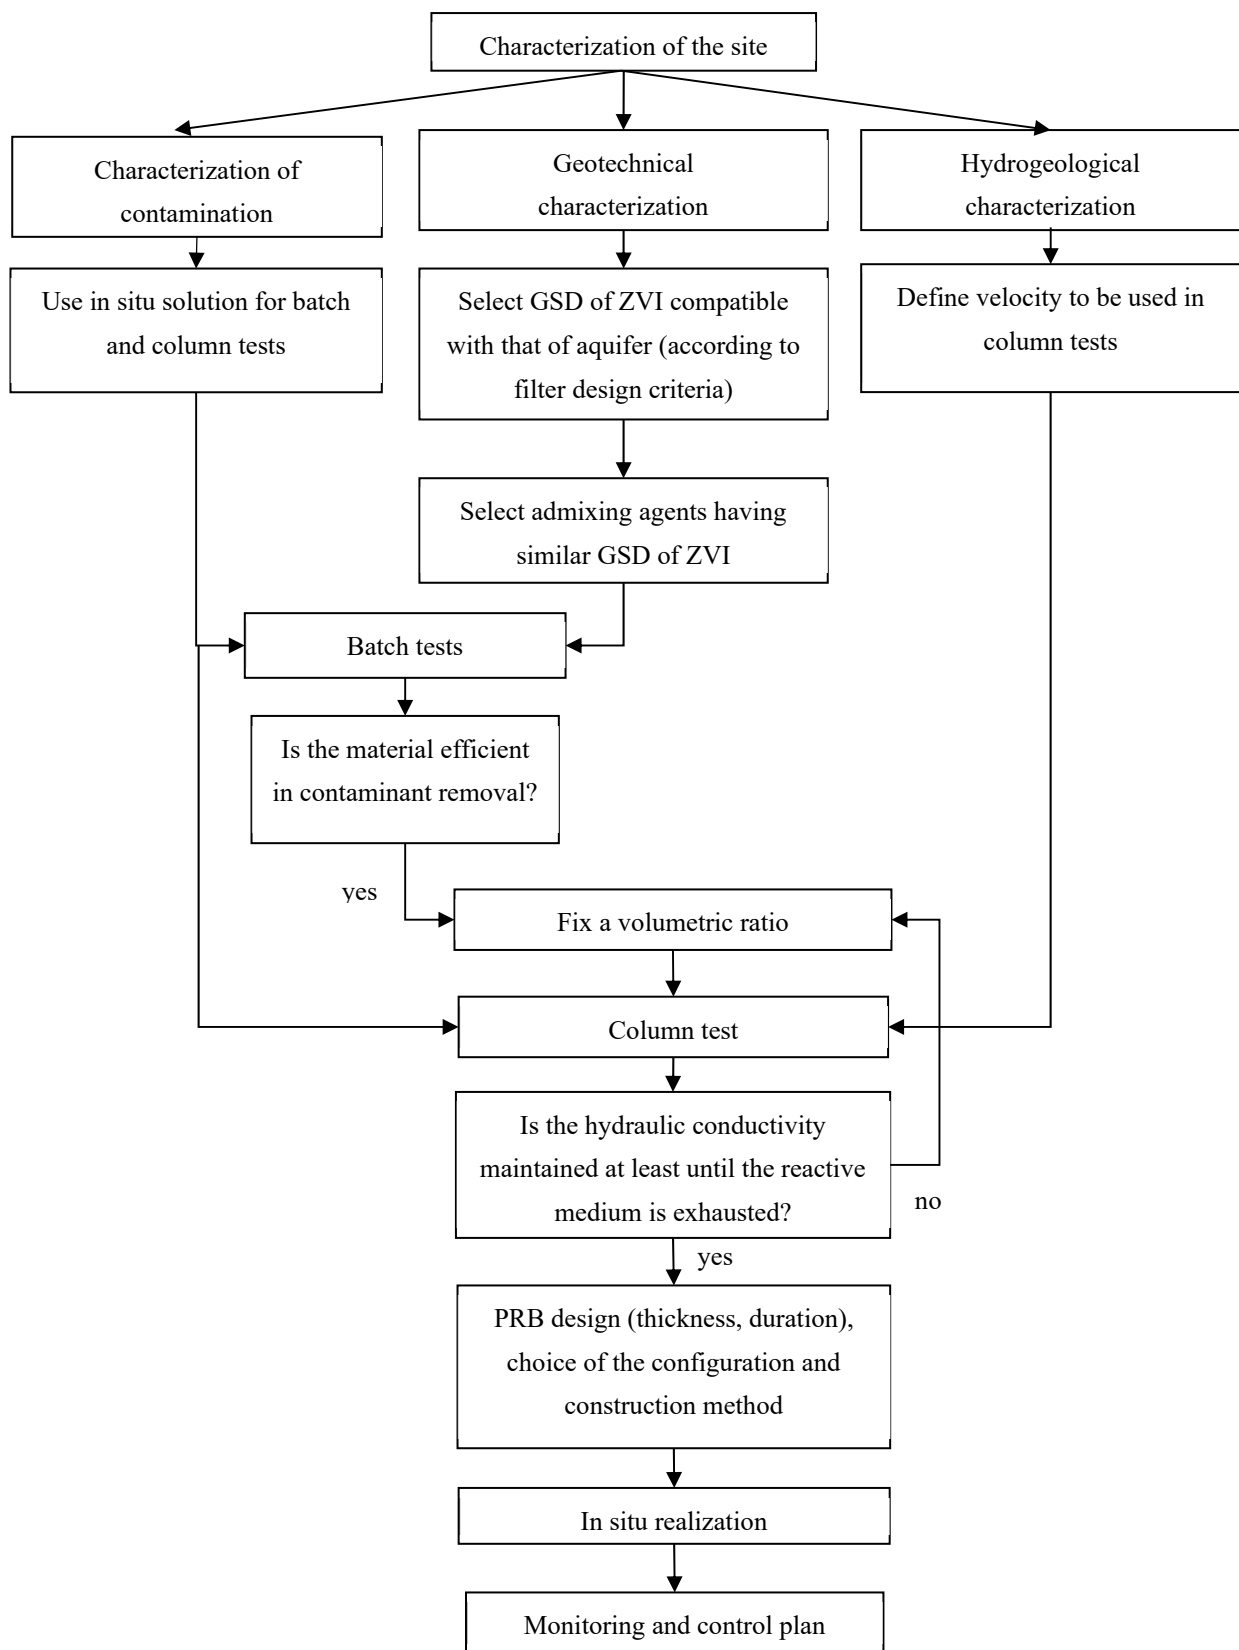 Characterization of the site
Characterization of
contamination
Geotechnical
characterization
Hydrogeological
characterization
Use in situ solution for batch
and column tests
Select GSD of ZVI compatible
with that of aquifer (according to
filter design criteria)
Define velocity to be used in
column tests
Select admixing agents having
similar GSD of ZVI
Batch tests
Is the material efficient
in contaminant removal?
yes
Fix a volumetric ratio
Column test
Is the hydraulic conductivity
maintained at least until the reactive
medium is exhausted?
no
yes
PRB design (thickness, duration),
choice of the configuration and
construction method
In situ realization
Monitoring and control plan